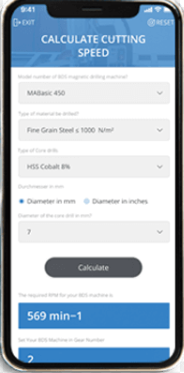 9:41
EXIT
RESET
CALCULATE CUTTING
SPEED
Model number of BDS magnetic drilling machine?
MABasic 450
Type of material be drilled?
Fine Grain Steel ≤ 1000 N/m²
Type of Core drill:
HSS Cobalt 8%
Durchmesser in mm
Diameter in mm
Diameter in inches
Diameter of the core drill in mm?
7
Calculate
The required RPM for your BDS machine is
569 min−1
Set Your BDS Machine in Gear Number
2